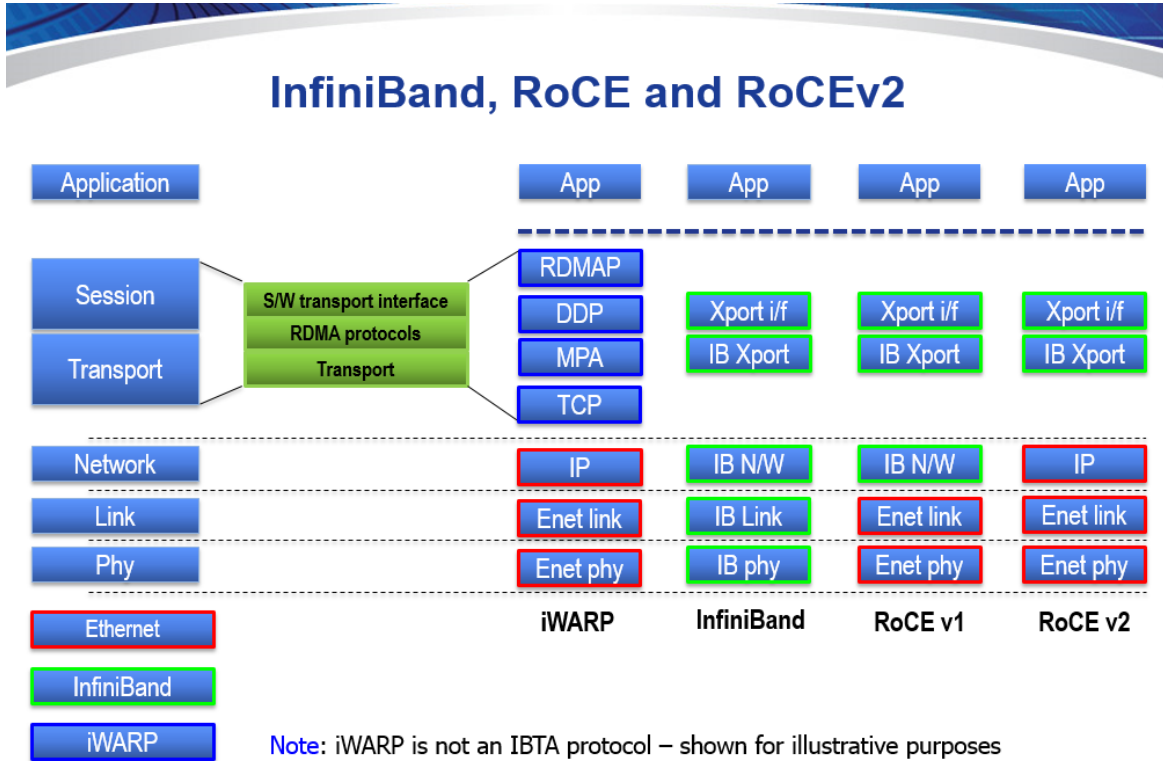 InfiniBand, RoCE and RoCEv2
Application
App
App
App
App
Session
Transport
S/W transport interface
RDMA protocols
Transport
RDMAP
DDP
MPA
TCP
Xport i/f
IB Xport
Xport i/f
IB Xport
Xport i/f
IB Xport
Network
IP
IB N/W
IB N/W
IP
Link
Enet link
IB Link
Enet link
Enet link
Phy
Enet phy
IB phy
Enet phy
Enet phy
iWARP
InfiniBand
RoCE v1
RoCE v2
Ethernet
InfiniBand
iWARP
Note: iWARP is not an IBTA protocol – shown for illustrative purposes